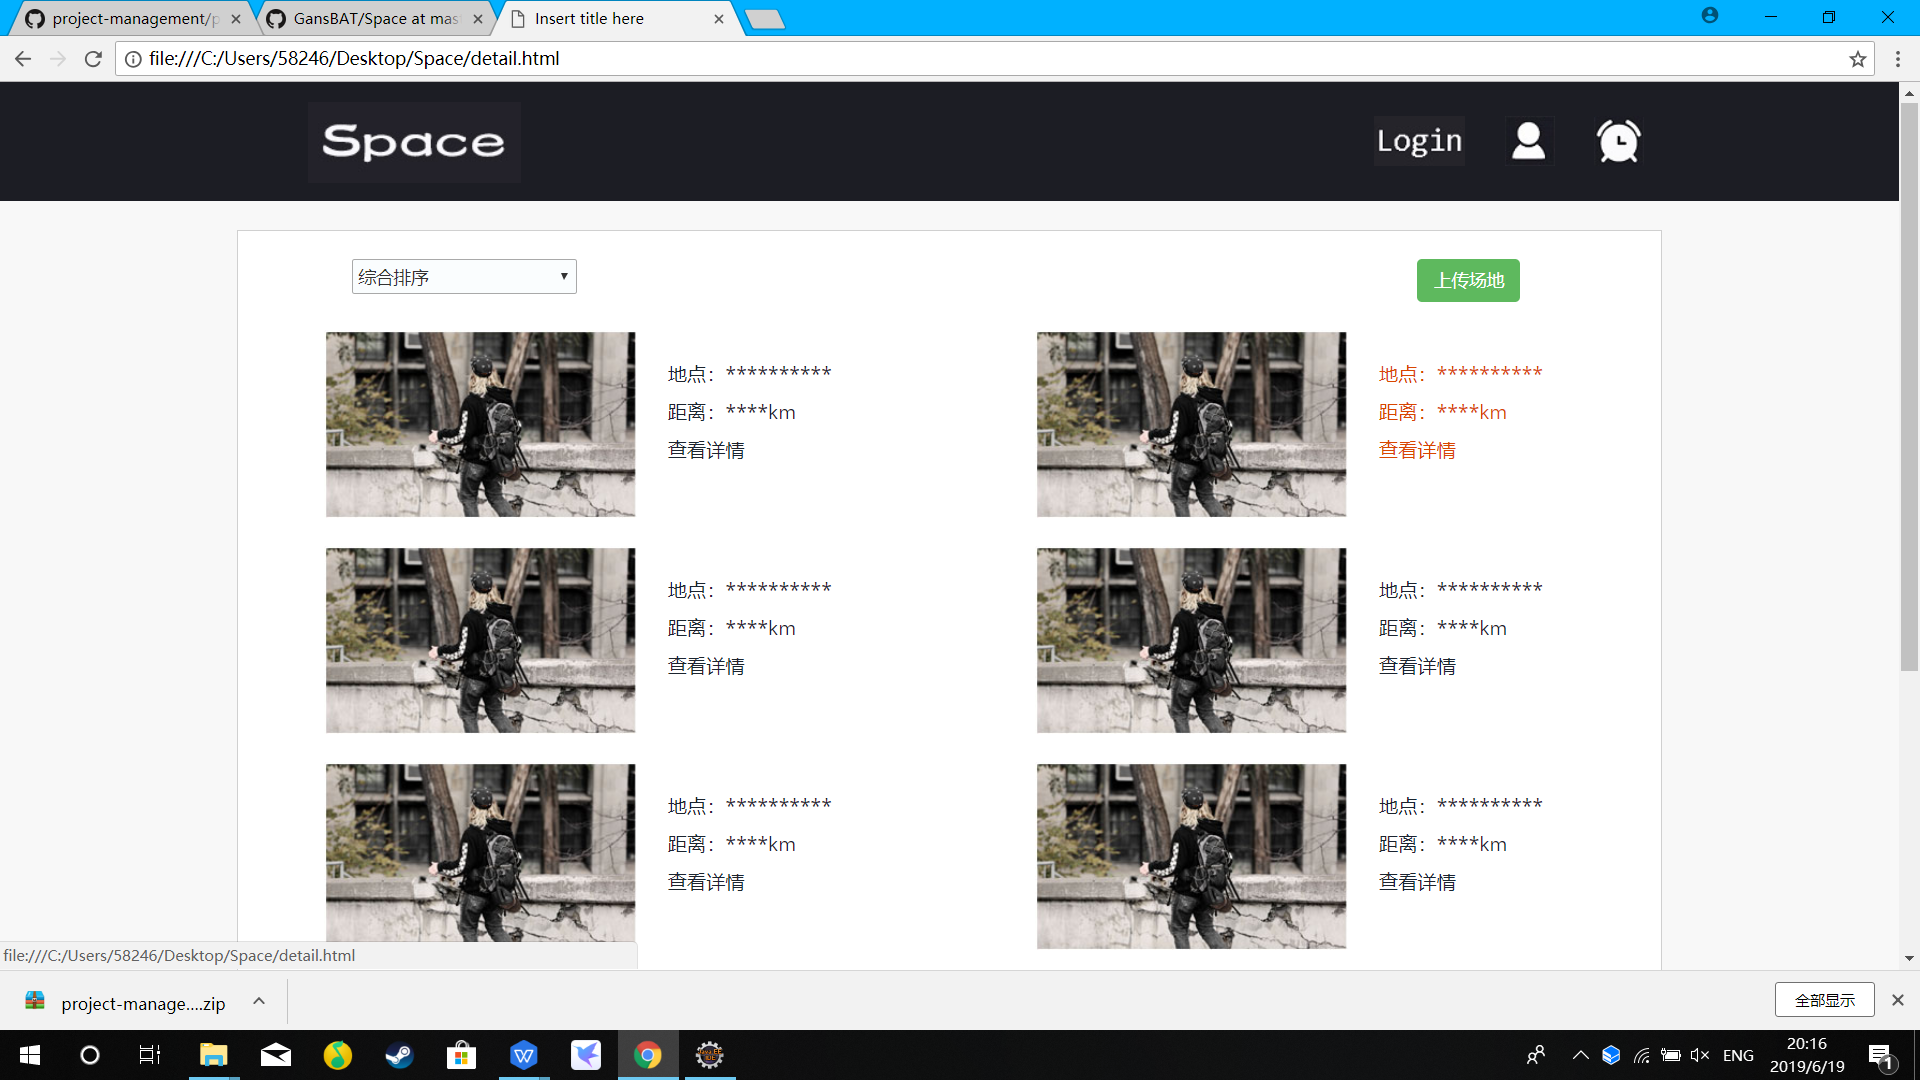 project-management/p
GansBAT/Space at mas
Insert title here
file:///C:/Users/58246/Desktop/Space/detail.html
Space
Login
综合排序
上传场地
地点：**********
距离：****km
查看详情
地点：**********
距离：****km
查看详情
地点：**********
距离：****km
查看详情
地点：**********
距离：****km
查看详情
地点：**********
距离：****km
查看详情
地点：**********
距离：****km
查看详情
file:///C:/Users/58246/Desktop/Space/detail.html
project-manage....zip
全部显示
ENG
20:16
2019/6/19
1